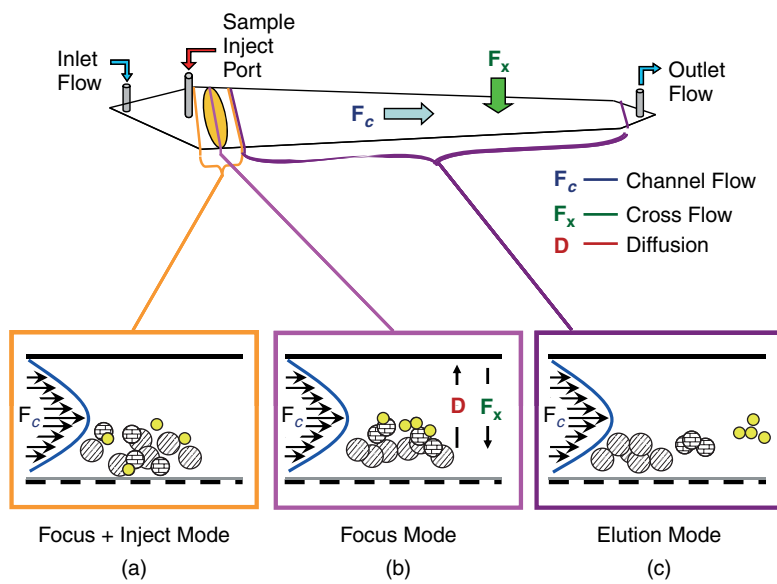 Sample
Inject
Port
Inlet
Flow
Fx
Outlet
Flow
Fc
Fc Channel Flow
Fx Cross Flow
D Diffusion
Fc
Fc
D Fx
Fc
Focus + Inject Mode
Focus Mode
Elution Mode
(a)
(b)
(c)